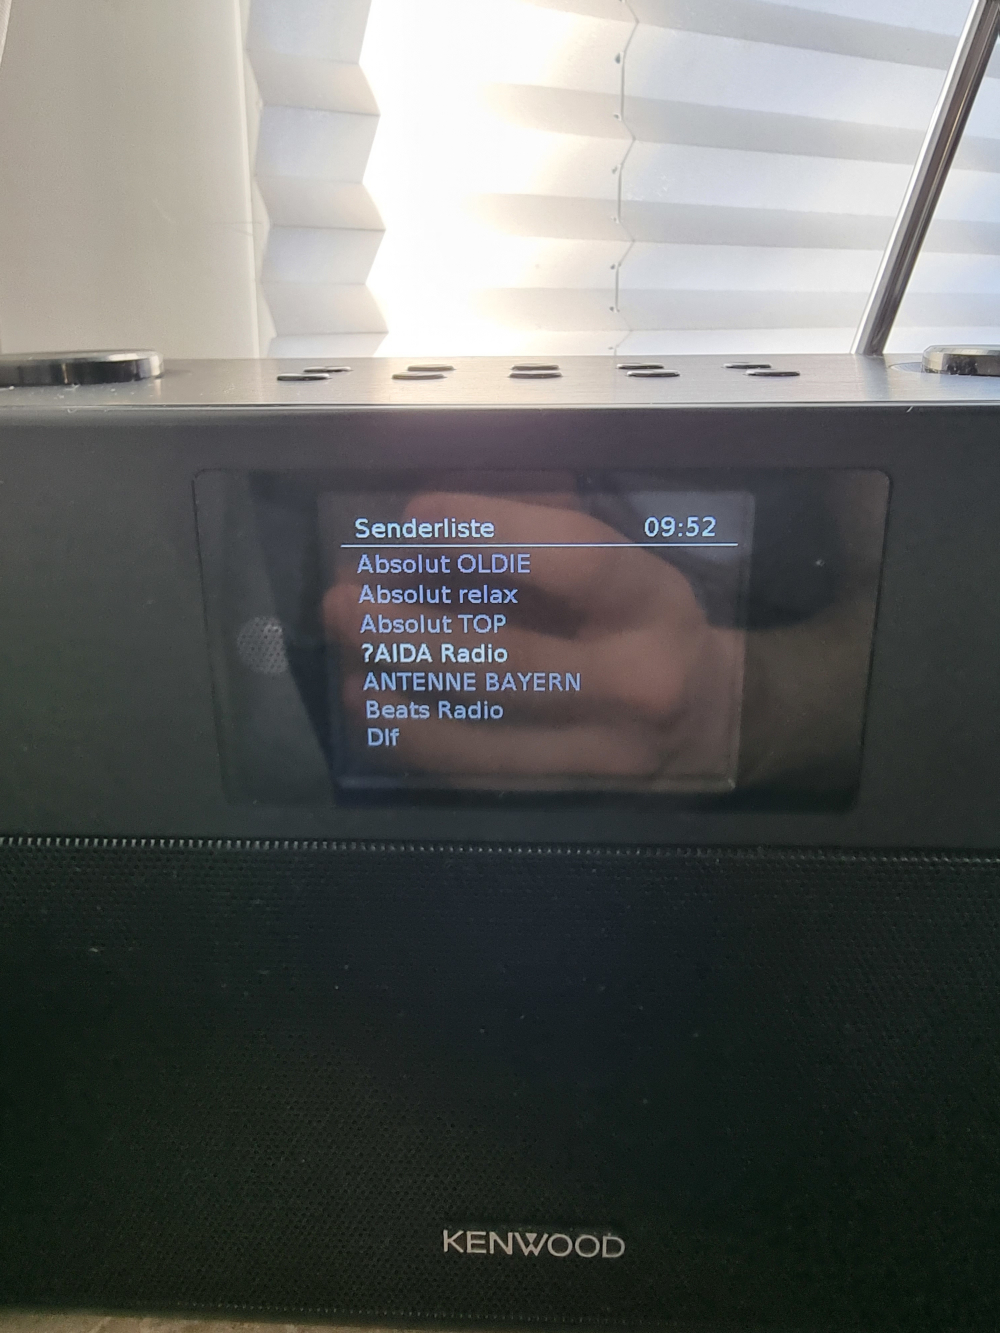 Senderliste 09:52
Absolut OLDIE
Absolut relax
Absolut TOP
?AIDA Radio
ANTENNE BAYERN
Beats Radio
Dlf
KENWOOD